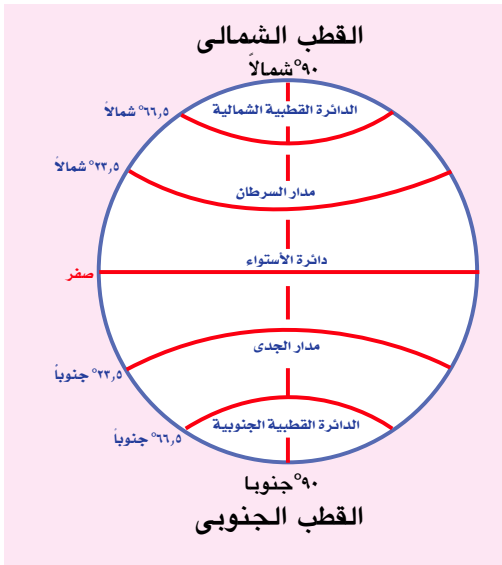 القطب الشمالى
٩٠° شمالاً
الدائرة القطبية الشمالية
٦٦,٥° شمالاً
٢٣,٥° شمالاً
مدار السرطان
دائرة الأستواء
صفر
مدار الجدى
٢٣,٥° جنوباً
الدائرة القطبية الجنوبية
٦٦,٥° جنوباً
٩٠° جنوبا
القطب الجنوبى